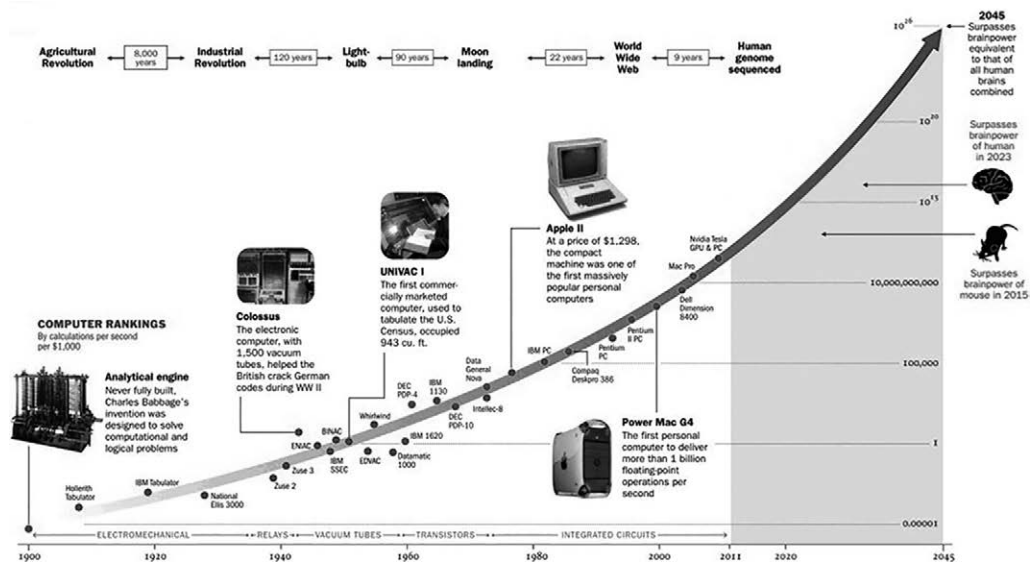 Agricultural
Revolution
8,000
years
Industrial
Revolution
120 years
Light-
bulb
90 years
Moon
landing
22 years
World
Wide
Web
9 years
Human
genome
sequenced
2045
Surpasses
brainpower
equivalent
to that of
all human
brains
combined
Surpasses
brainpower
of human
in 2023
Surpasses
brainpower of
mouse in 2015
10²⁶
10²⁰
10¹⁵
10,000,000,000
100,000
1
0.00001
COMPUTER RANKINGS
By calculations per second
per $1,000
Analytical engine
Never fully built,
Charles Babbage's
invention was
designed to solve
computational and
logical problems
Colossus
The electronic
computer, with
1,500 vacuum
tubes, helped the
British crack German
codes during WW II
UNIVAC I
The first commer-
cially marketed
computer, used to
tabulate the U.S.
Census, occupied
943 cu. ft.
Apple II
At a price of $1,298,
the compact
machine was one of
the first massively
popular personal
computers
Power Mac G4
The first personal
computer to deliver
more than 1 billion
floating-point
operations per
second
Hollerith
Tabulator
IBM Tabulator
National
Ellis 3000
Zuse 2
Zuse 3
ENIAC
BINAC
IBM
SSEC
Whirlwind
EDVAC
DEC
PDP-4
IBM
1130
IBM 1620
Datamatic
1000
DEC
PDP-10
Data
General
Nova
Intellec-8
IBM PC
Compaq
Deskpro 386
Pentium
PC
Pentium
II PC
Dell
Dimension
8400
Mac Pro
Nvidia Tesla
GPU & PC
ELECTROMECHANICAL
RELAYS
VACUUM TUBES
TRANSISTORS
INTEGRATED CIRCUITS
1900
1920
1940
1960
1980
2000
2011
2020
2045